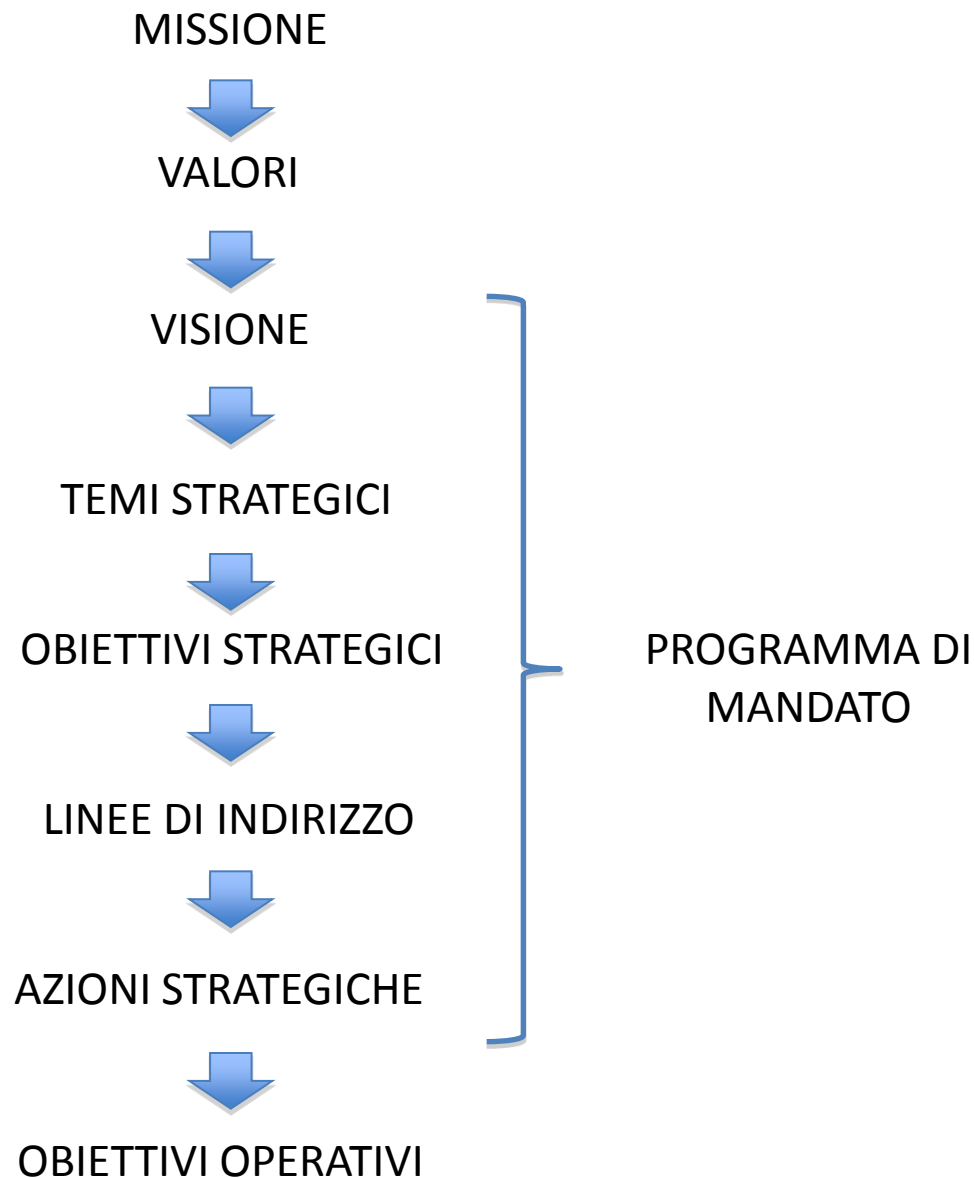 MISSIONE
VALORI
VISIONE
TEMI STRATEGICI
OBIETTIVI STRATEGICI
LINEE DI INDIRIZZO
AZIONI STRATEGICHE
OBIETTIVI OPERATIVI
PROGRAMMA DI
MANDATO